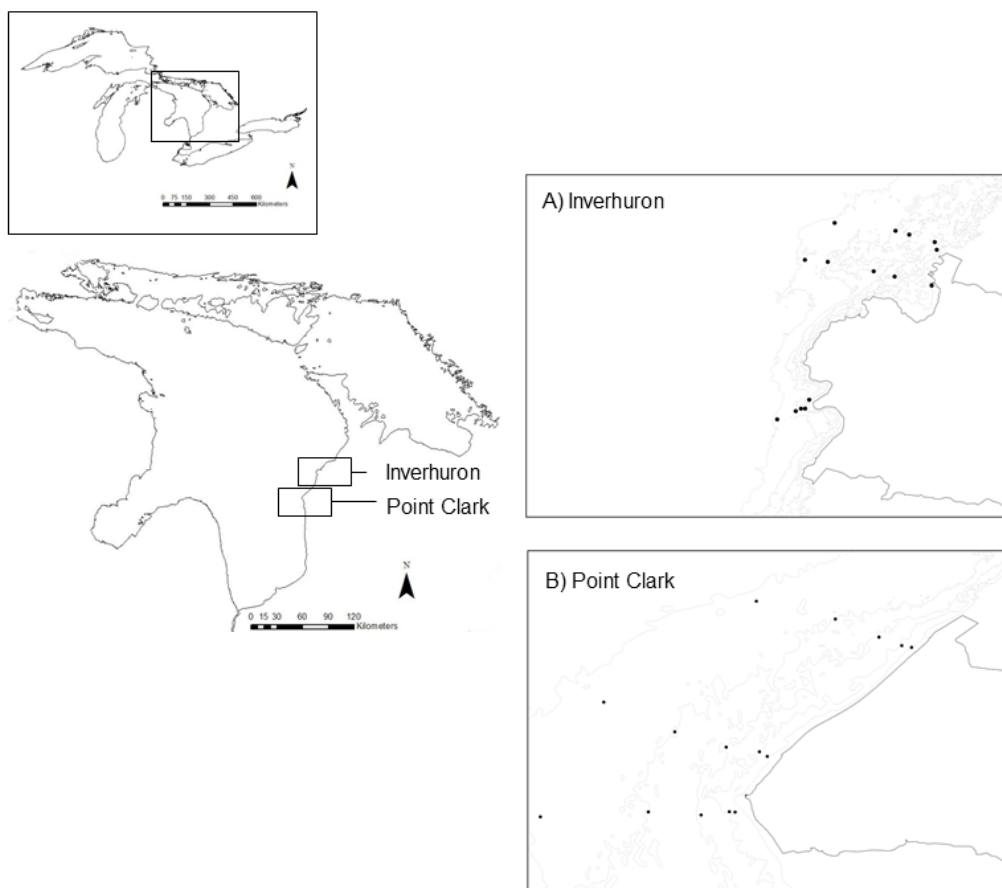 N
0 75 150 300 450 600
Kilometers
Inverhuron
Point Clark
N
0 15 30 60 90 120
Kilometers
A) Inverhuron
B) Point Clark